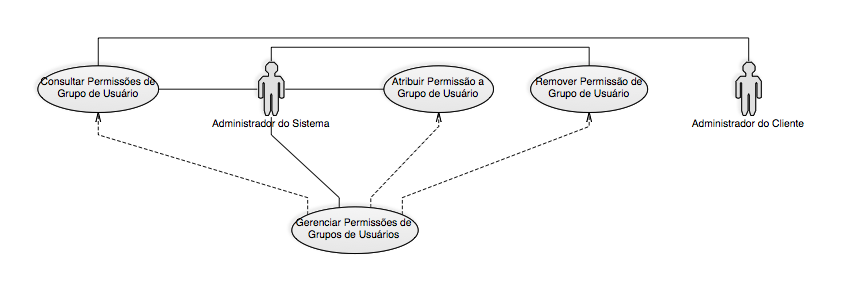 Consultar Permissões de
Grupo de Usuário
Atribuir Permissão a
Grupo de Usuário
Remover Permissão de
Grupo de Usuário
Administrador do Sistema
Administrador do Cliente
Gerenciar Permissões de
Grupos de Usuários